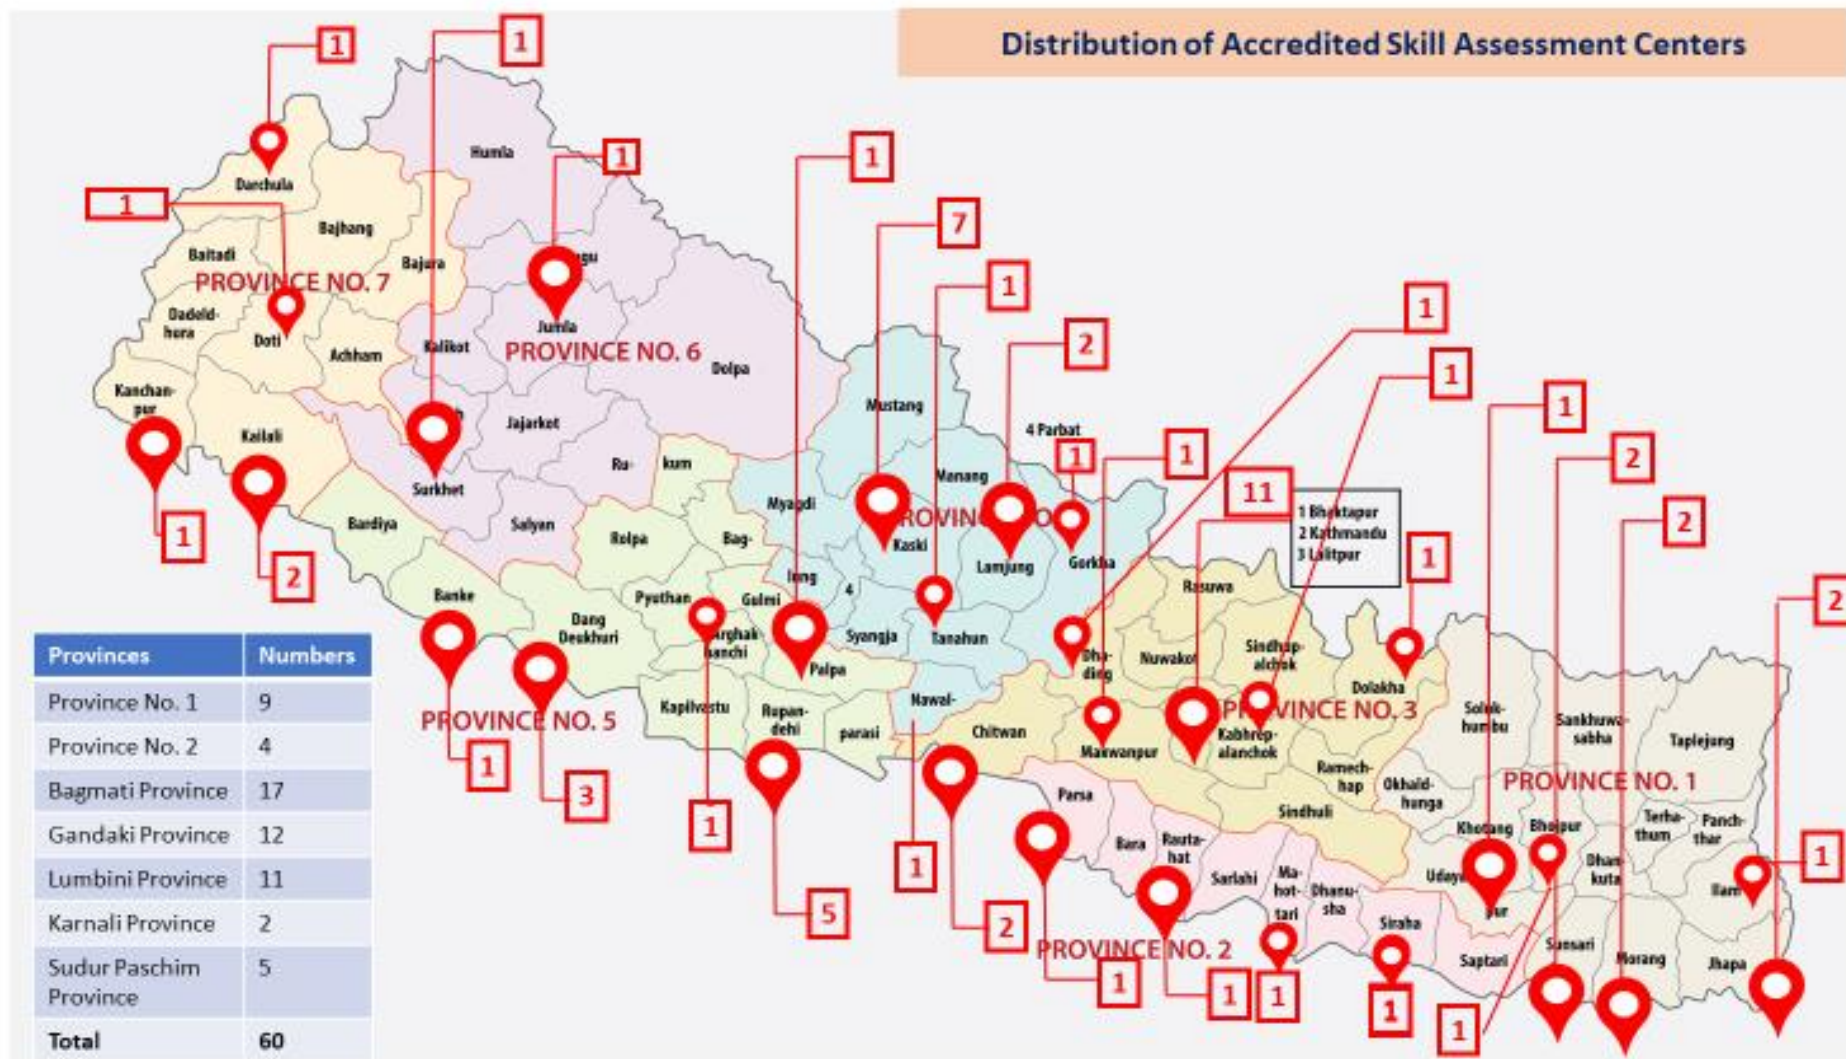 Distribution of Accredited Skill Assessment Centers
1
1
1
1
1
7
1
2
1
1
1
1
2
2
1
11
1 Bhaktapur
2 Kathmandu
3 Lalitpur
1
2
1
2
1
3
1
5
1
2
1
1
1
1
1
1
Humla
Darchula
Bajhang
Baitadi
Bajura
PROVINCE NO. 7
Dadeld-
hura
Doti
Achham
Kanchan-
pur
Kailali
Jumla
Kalikot
PROVINCE NO. 6
Dolpa
Jajarkot
Surkhet
Ru-
kum
Salyan
Mustang
4 Parbat
Manang
Myagdi
Kaski
Lamjung
Gorkha
4
Syangja
Tanahun
Nawal-
Bardiya
Banke
Rolpa
Bag-
Pyuthan
Gulmi
Dang
Deukhuri
Palpa
Kapilvastu
Rupan-
dehi
parasi
PROVINCE NO. 5
Rasuwa
Dha-
ding
Nuwakot
Sindhup-
alchok
Dolakha
Chitwan
Makwanpur
Kabhrep-
alanchok
Ramech-
hap
Sindhuli
Parsa
Bara
Rauta-
hat
Sarlahi
Ma-
hot-
tari
Dhanu-
sha
Siraha
Saptari
PROVINCE NO. 2
Soluk-
humbu
Sankhuwa-
sabha
Taplejung
Okhald-
hunga
PROVINCE NO. 1
Khotang
Bhojpur
Terha-
thum
Panch-
thar
Dhan-
kuta
Ilam
pur
Sunsari
Morang
Jhapa
Provinces Numbers
Province No. 1 9
Province No. 2 4
Bagmati Province 17
Gandaki Province 12
Lumbini Province 11
Karnali Province 2
Sudur Paschim
Province 5
Total 60